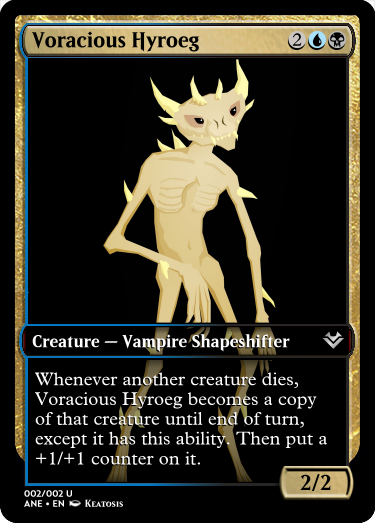 Voracious Hyroeg 2
Creature — Vampire Shapeshifter
Whenever another creature dies,
Voracious Hyroeg becomes a copy
of that creature until end of turn,
except it has this ability. Then put a
+1/+1 counter on it.
2/2
002/002 U
ANE • EN Keatosis